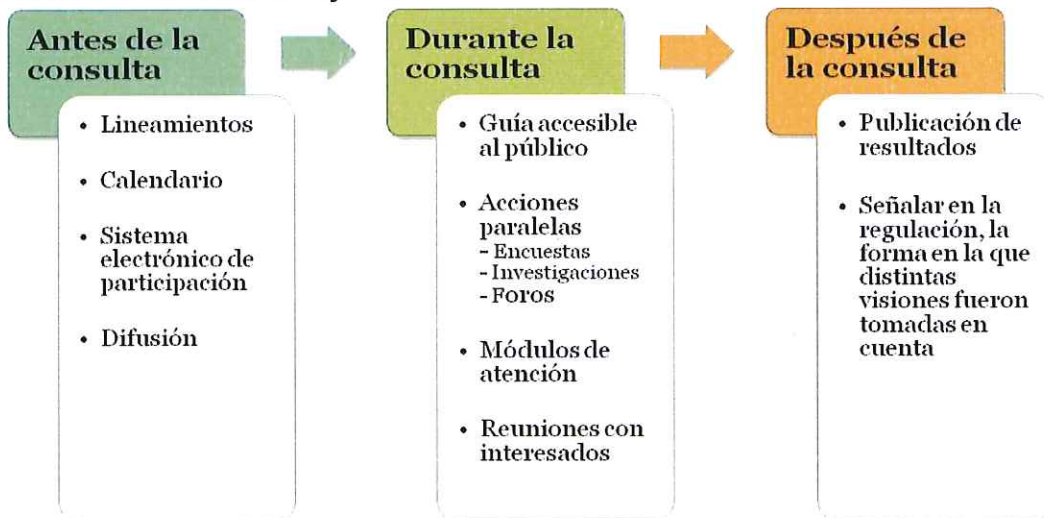 Antes de la
consulta
• Lineamientos
• Calendario
• Sistema
electrónico de
participación
• Difusión
Durante la
consulta
• Guía accesible
al público
• Acciones
paralelas
- Encuestas
- Investigaciones
- Foros
• Módulos de
atención
• Reuniones con
interesados
Después de
la consulta
• Publicación de
resultados
• Señalar en la
regulación, la
forma en la que
distintas
visiones fueron
tomadas en
cuenta